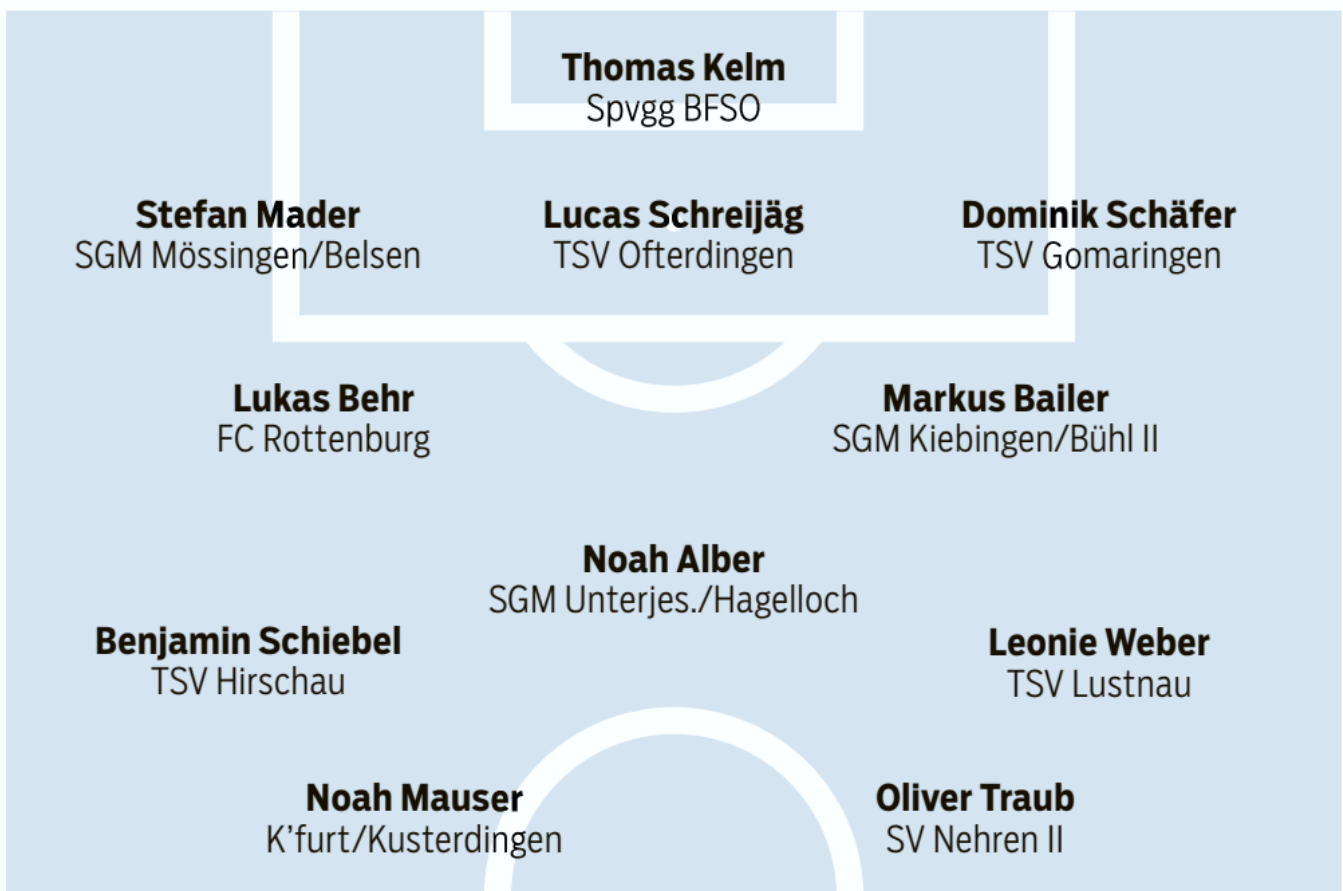 Thomas Kelm
Spvgg BFSO
Stefan Mader
SGM Mössingen/Belsen
Lucas Schreijäg
TSV Ofterdingen
Dominik Schäfer
TSV Gomaringen
Lukas Behr
FC Rottenburg
Markus Bailer
SGM Kiebingen/Bühl II
Noah Alber
SGM Unterjes./Hagelloch
Benjamin Schiebel
TSV Hirschau
Leonie Weber
TSV Lustnau
Noah Mauser
K’furt/Kusterdingen
Oliver Traub
SV Nehren II